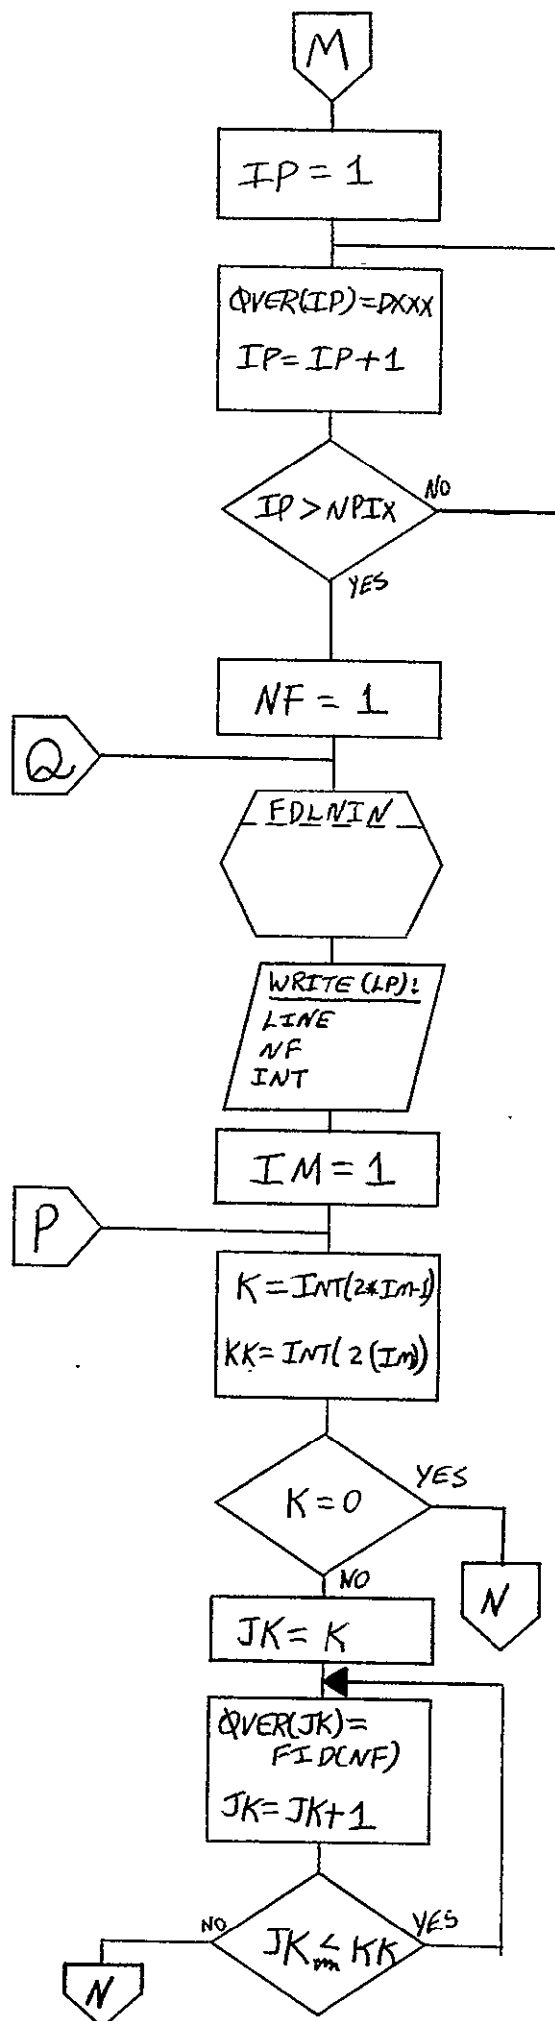 M
IP = 1
ΦVER(IP)=DXXX
IP= IP+1
IP > NPIX
NO
YES
NF = 1
Q
FDLNIN
WRITE (LP):
LINE
NF
INT
IM = 1
P
K=INT(2*IM-1)
KK=INT(2(IM))
K=0
YES
NO
N
JK= K
ΦVER(JK)=
FID(NF)
JK=JK+1
NO
JK ≤ KK
YES
N